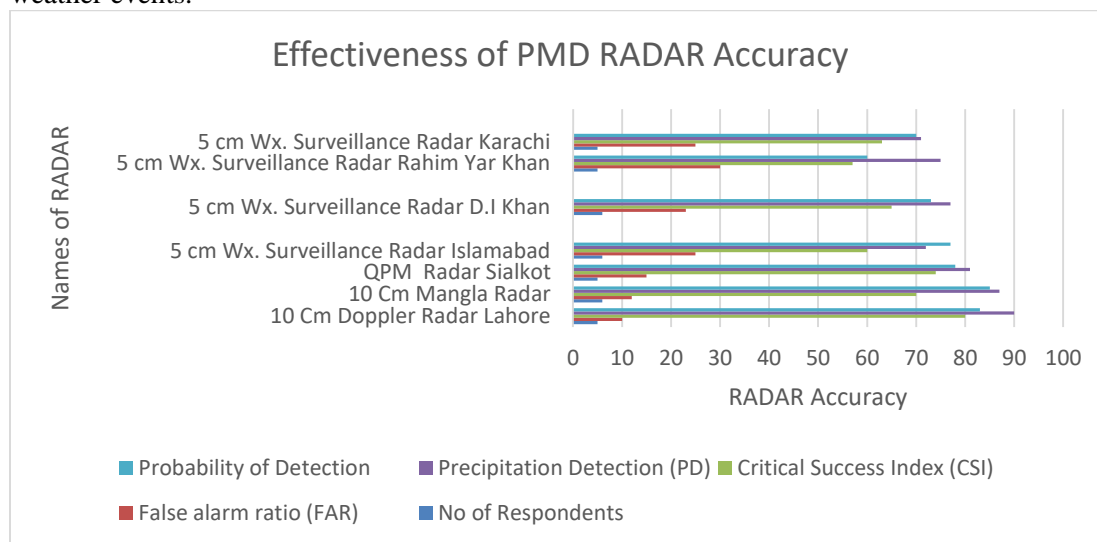 weather events.
Effectiveness of PMD RADAR Accuracy
Names of RADAR
5 cm Wx. Surveillance Radar Karachi
5 cm Wx. Surveillance Radar Rahim Yar Khan
5 cm Wx. Surveillance Radar D.I Khan
5 cm Wx. Surveillance Radar Islamabad
QPM Radar Sialkot
10 Cm Mangla Radar
10 Cm Doppler Radar Lahore
0 10 20 30 40 50 60 70 80 90 100
RADAR Accuracy
Probability of Detection Precipitation Detection (PD) Critical Success Index (CSI)
False alarm ratio (FAR) No of Respondents